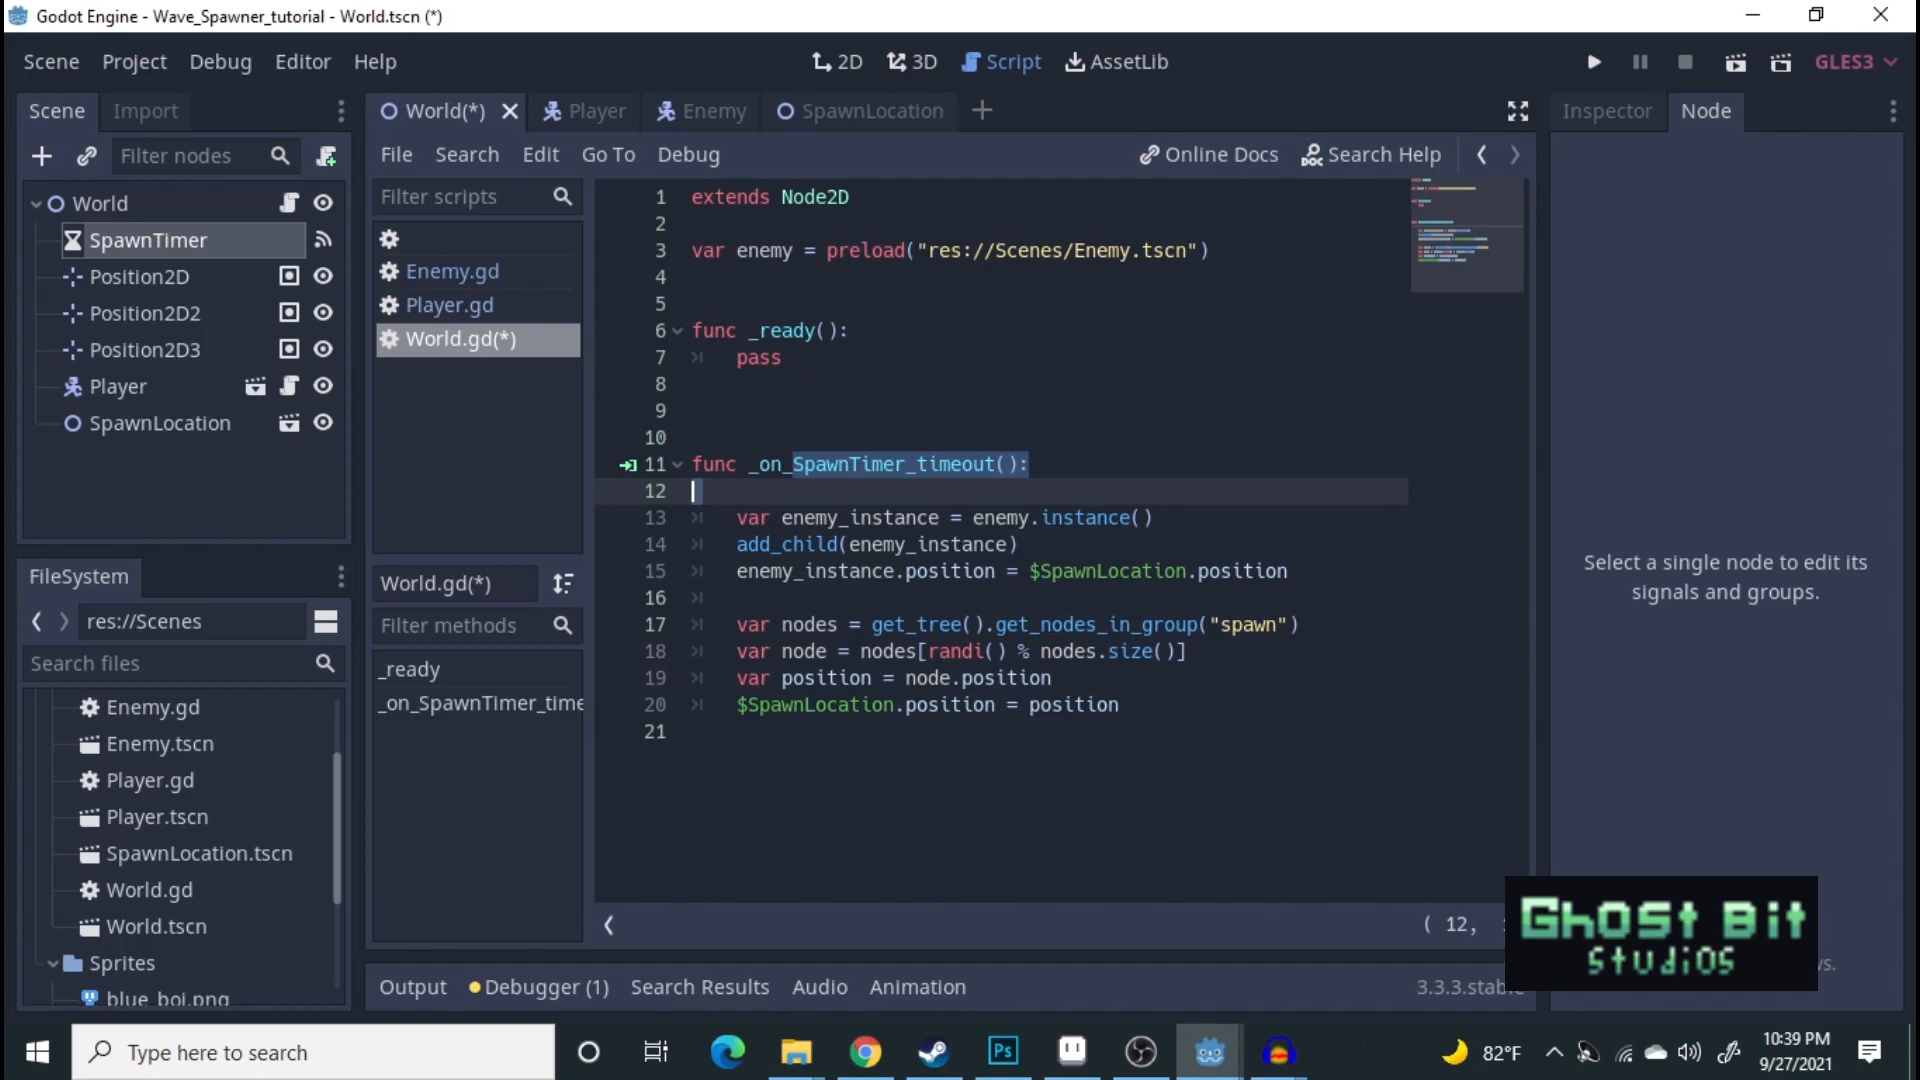 Godot Engine - Wave_Spawner_tutorial - World.tscn (*)
Scene Project Debug Editor Help
2D 3D Script AssetLib
GLES3
Scene Import
World(*) Player Enemy SpawnLocation
Inspector Node
Filter nodes
File Search Edit Go To Debug
Online Docs Search Help
World
SpawnTimer
Position2D
Position2D2
Position2D3
Player
SpawnLocation
Filter scripts
Enemy.gd
Player.gd
World.gd(*)
World.gd(*)
Filter methods
_ready
_on_SpawnTimer_time
1 extends Node2D
2
3 var enemy = preload("res://Scenes/Enemy.tscn")
4
5
6 func _ready():
7 pass
8
9
10
11 func _on_SpawnTimer_timeout():
12
13 var enemy_instance = enemy.instance()
14 add_child(enemy_instance)
15 enemy_instance.position = $SpawnLocation.position
16
17 var nodes = get_tree().get_nodes_in_group("spawn")
18 var node = nodes[randi() % nodes.size()]
19 var position = node.position
20 $SpawnLocation.position = position
21
( 12,
Select a single node to edit its
signals and groups.
FileSystem
res://Scenes
Search files
Enemy.gd
Enemy.tscn
Player.gd
Player.tscn
SpawnLocation.tscn
World.gd
World.tscn
Sprites
blue_boi.png
Output Debugger (1) Search Results Audio Animation
3.3.3.stable
Ghost Bit
studios
Type here to search
Ps
82°F
10:39 PM
9/27/2021